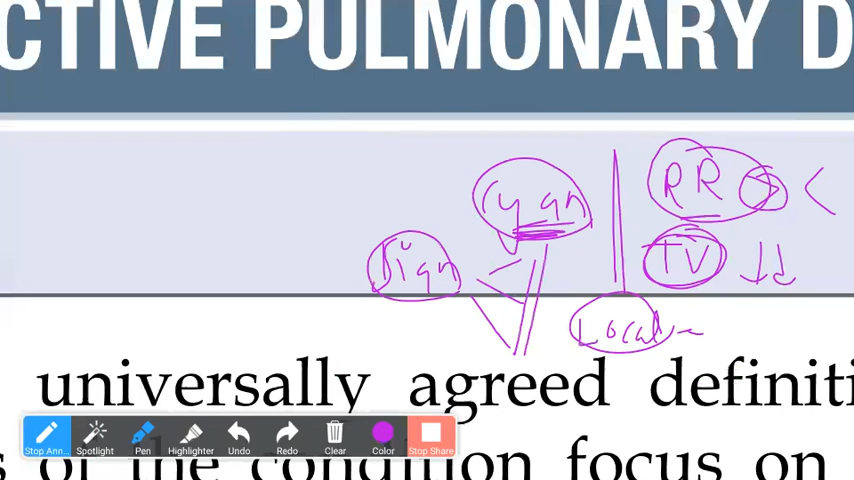 CTIVE PULMONARY D
RR > <
Cyan
Sign TV ↓↓
Local
universally agreed definiti
s of the condition focus on
Stop Ann... Spotlight Pen Highlighter Undo Redo Clear Color Stop Share